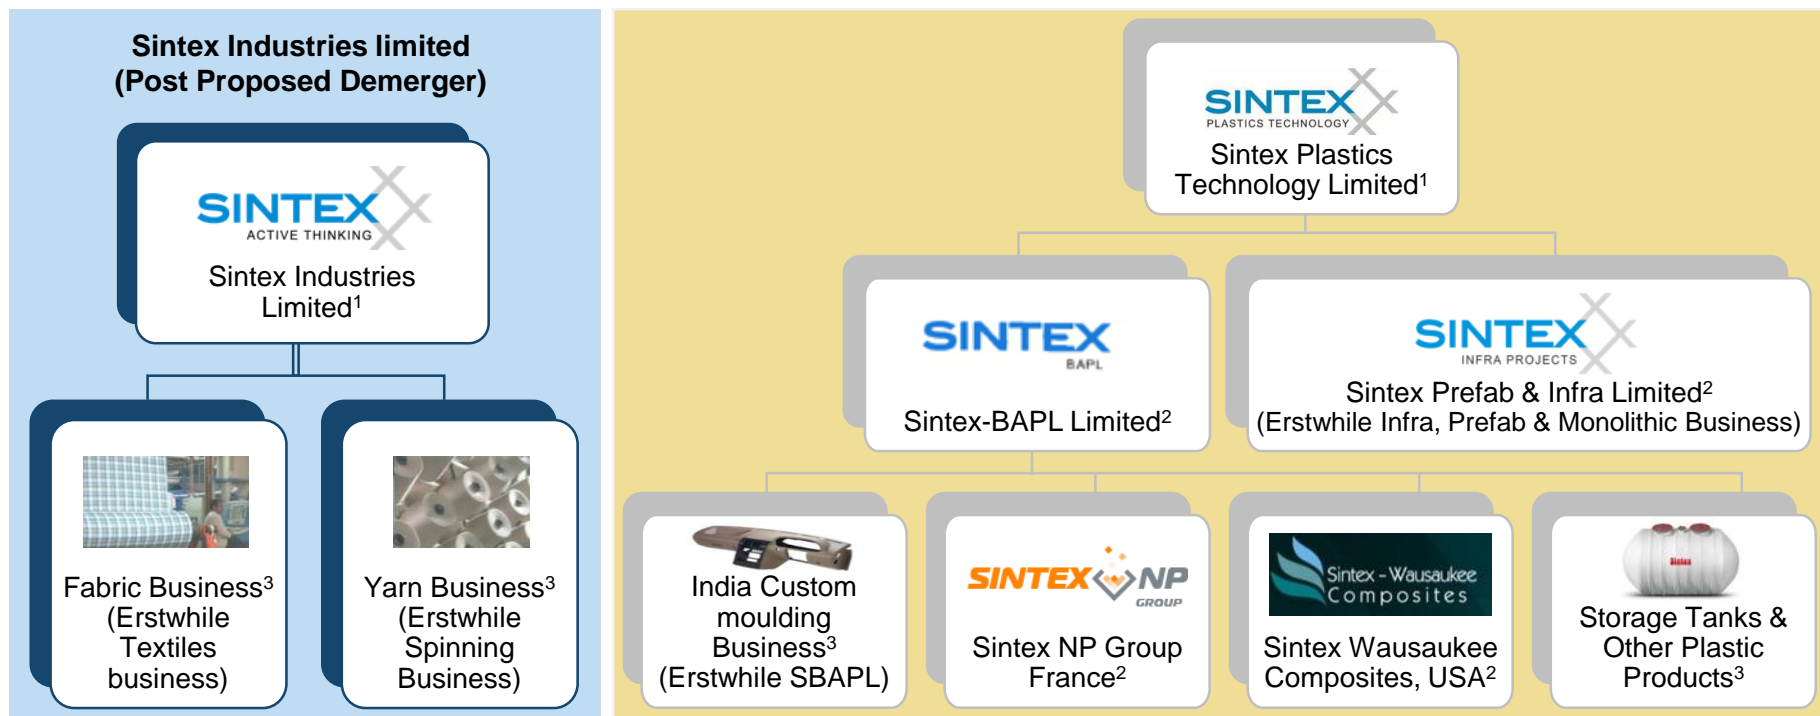 Sintex Industries limited
(Post Proposed Demerger)
SINTEX
ACTIVE THINKING
Sintex Industries
Limited¹
Fabric Business³
(Erstwhile
Textiles
business)
Yarn Business³
(Erstwhile
Spinning
Business)
SINTEX
PLASTICS TECHNOLOGY
Sintex Plastics
Technology Limited¹
SINTEX
BAPL
Sintex-BAPL Limited²
SINTEX
INFRA PROJECTS
Sintex Prefab & Infra Limited²
(Erstwhile Infra, Prefab & Monolithic Business)
India Custom
moulding
Business³
(Erstwhile SBAPL)
SINTEX NP
GROUP
Sintex NP Group
France²
Sintex - Wausaukee
Composites
Sintex Wausaukee
Composites, USA²
Sintex
Storage Tanks &
Other Plastic
Products³